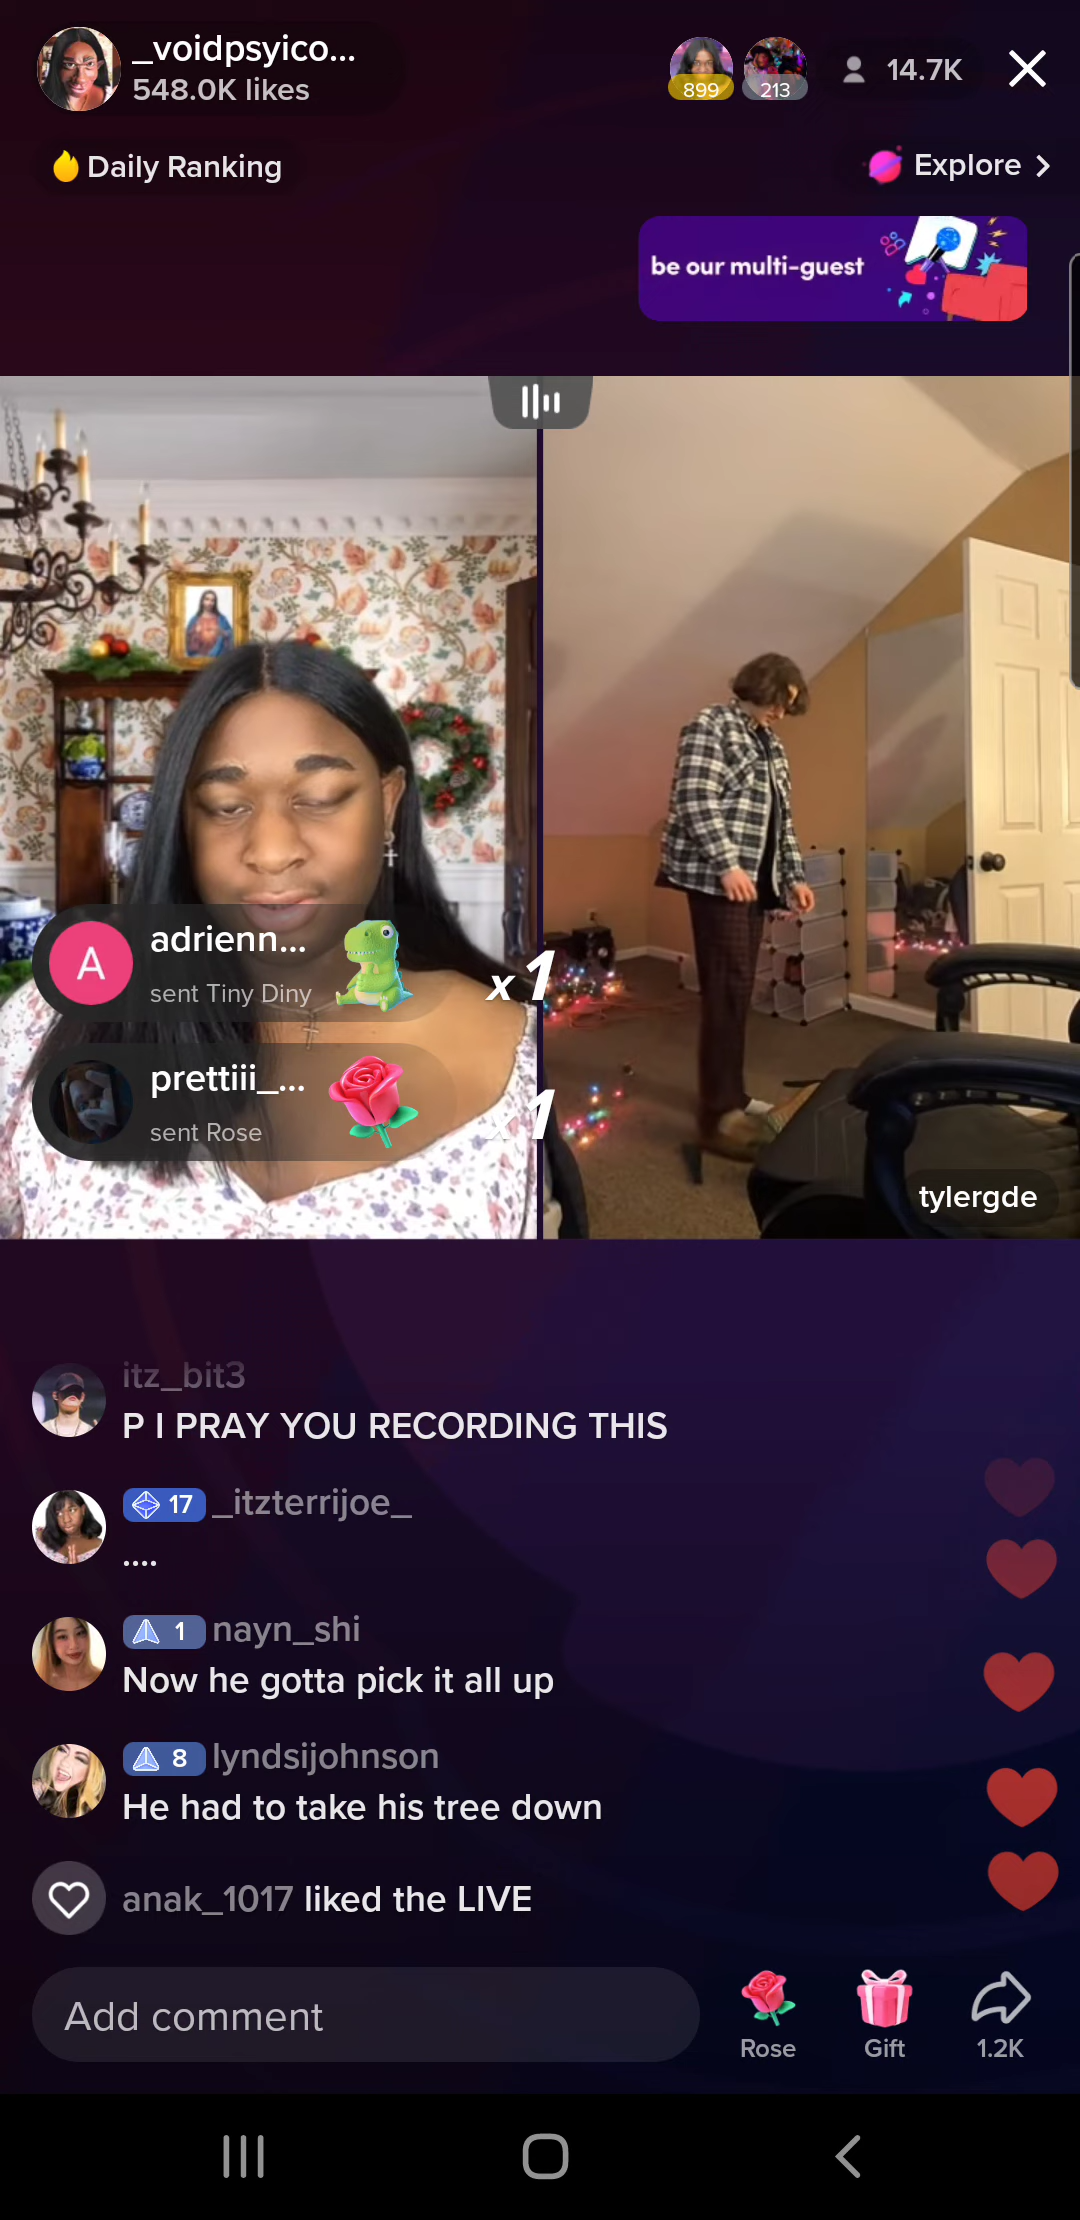 _voidpsyico...
548.0K likes
899
213
14.7K
Daily Ranking
Explore
be our multi-guest
adrienn...
A
sent Tiny Diny
x1
prettiii_...
sent Rose
x1
tylergde
itz_bit3
P I PRAY YOU RECORDING THIS
17 _itzterrijoe_
....
1 nayn_shi
Now he gotta pick it all up
8 lyndsijohnson
He had to take his tree down
anak_1017 liked the LIVE
Add comment
Rose
Gift
1.2K